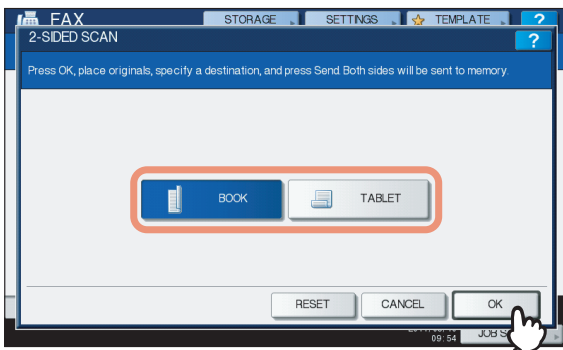 FAX STORAGE SETTINGS TEMPLATE ?
2-SIDED SCAN ?
Press OK, place originals, specify a destination, and press Send. Both sides will be sent to memory.
BOOK TABLET
RESET CANCEL OK
09:54 JOB S